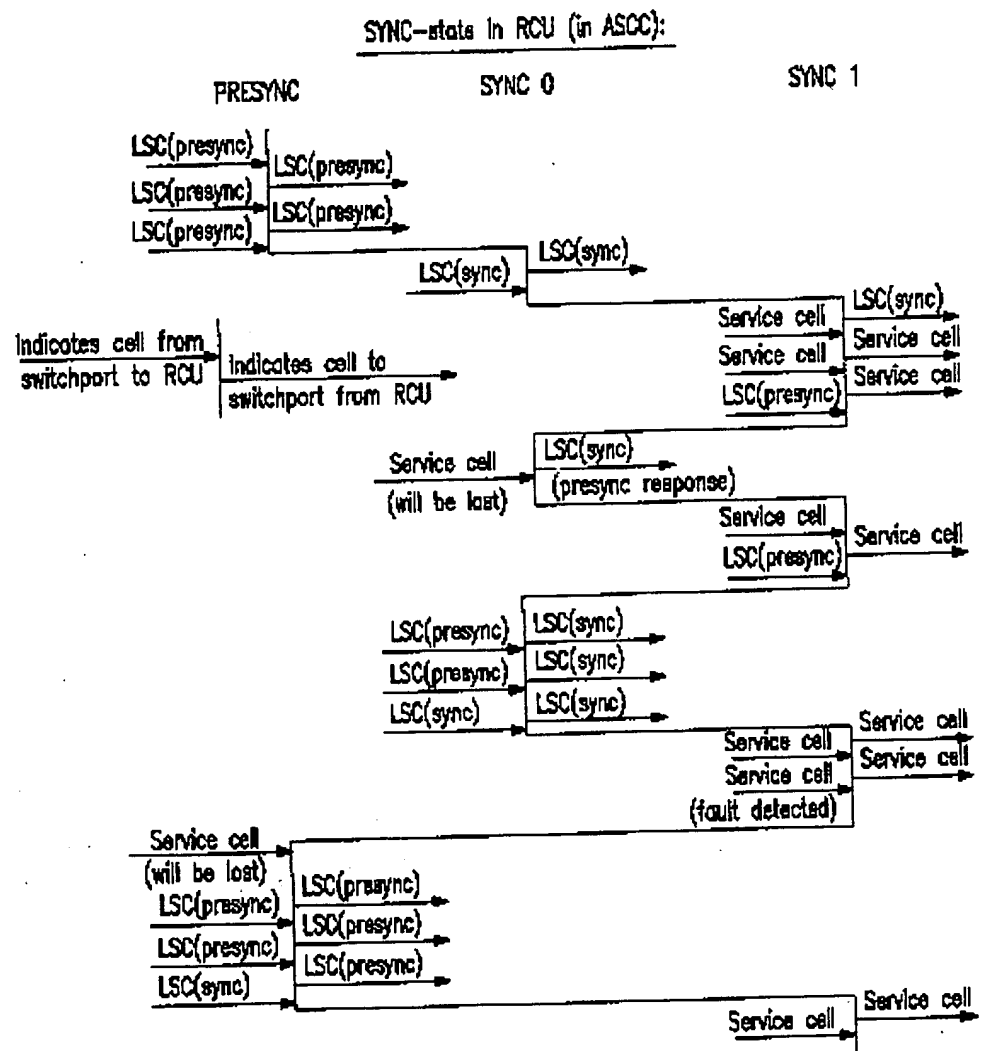 SYNC-state in RCU (in ASCC):
PRESYNC
SYNC 0
SYNC 1
LSC(presync)
LSC(presync)
LSC(presync)
LSC(presync)
LSC(presync)
LSC(sync)
LSC(sync)
LSC(sync)
Service cell
Service cell
Service cell
Service cell
LSC(presync)
Indicates cell from
switchport to RCU
Indicates cell to
switchport from RCU
Service cell
(will be lost)
LSC(sync)
(presync response)
Service cell
Service cell
LSC(presync)
LSC(presync)
LSC(sync)
LSC(presync)
LSC(sync)
LSC(sync)
LSC(sync)
Service cell
Service cell
Service cell
Service cell
(fault detected)
Service cell
(will be lost)
LSC(presync)
LSC(presync)
LSC(presync)
LSC(presync)
LSC(presync)
LSC(sync)
Service cell
Service cell